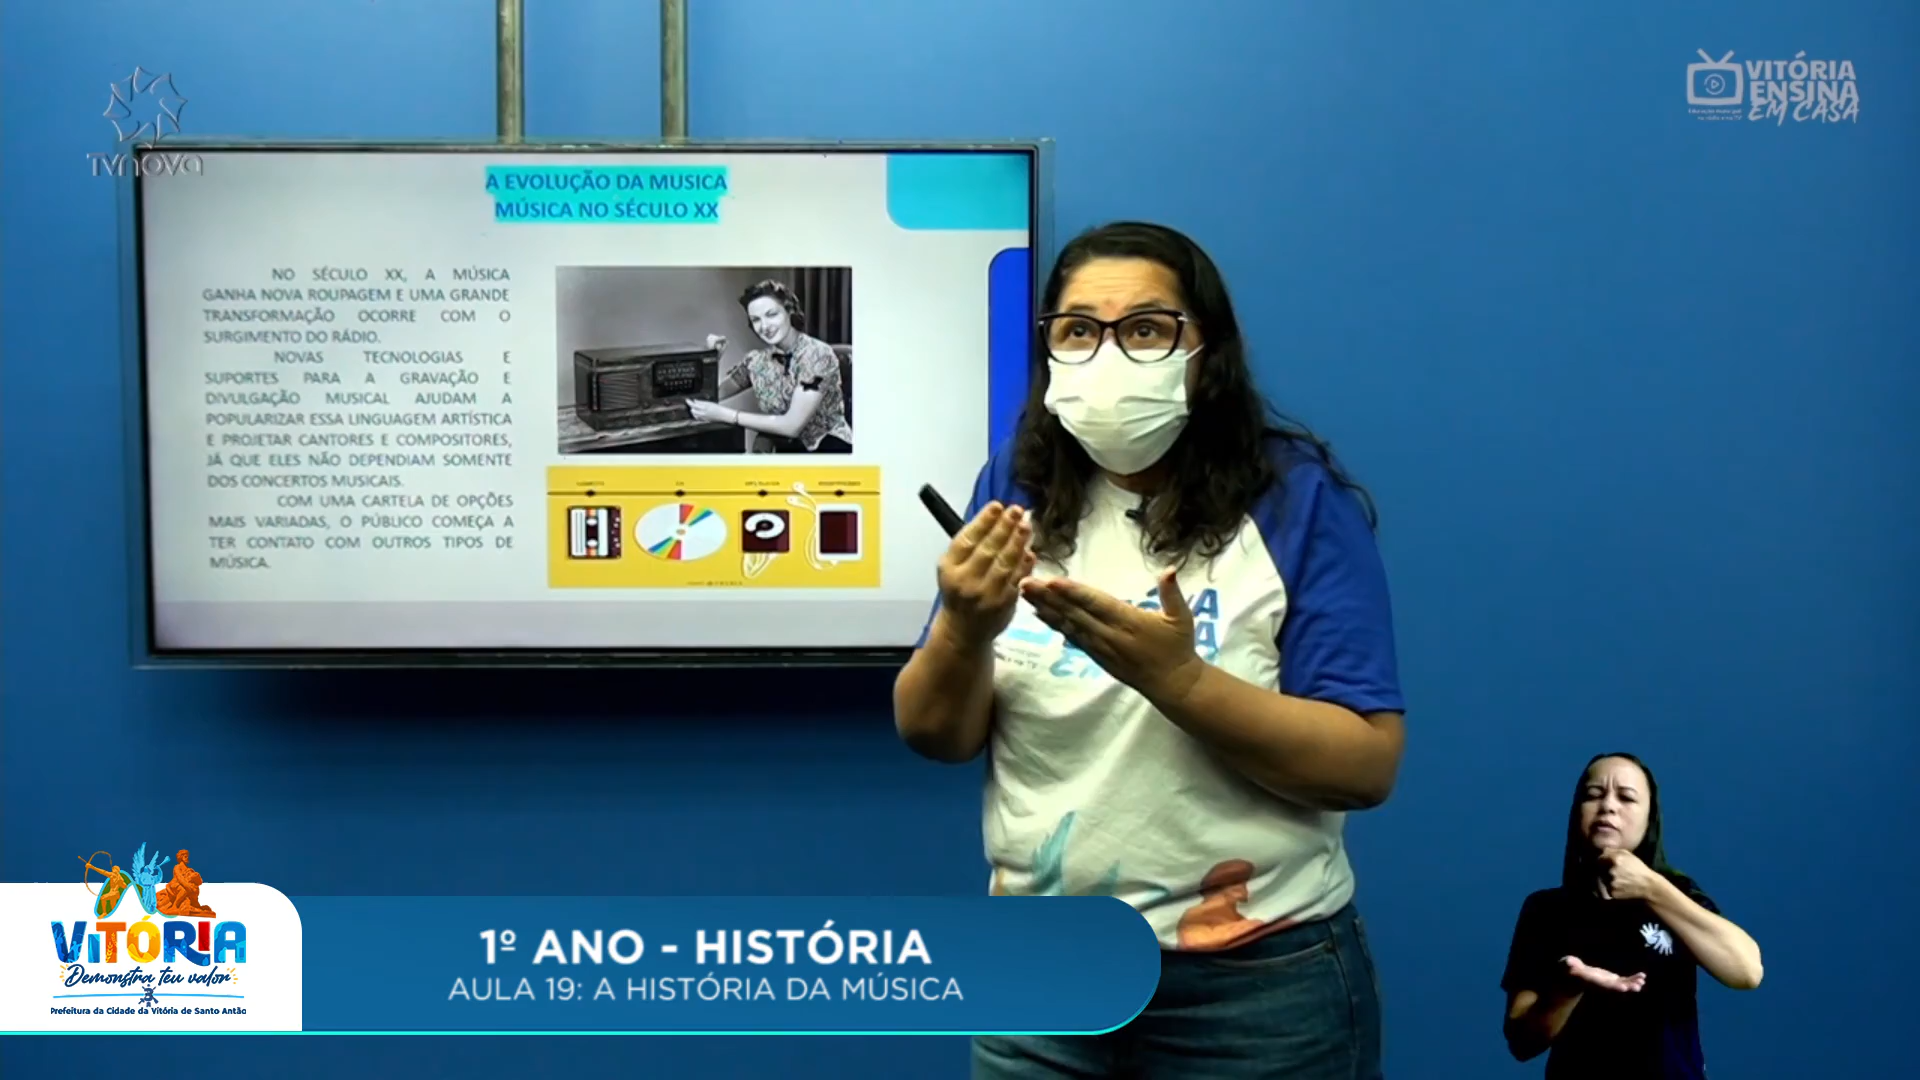 TVNOVA
VITÓRIA
ENSINA
EM CASA
A EVOLUÇÃO DA MUSICA
MÚSICA NO SÉCULO XX
NO SÉCULO XX, A MÚSICA
GANHA NOVA ROUPAGEM E UMA GRANDE
TRANSFORMAÇÃO OCORRE COM O
SURGIMENTO DO RÁDIO.
NOVAS TECNOLOGIAS E
SUPORTES PARA A GRAVAÇÃO E
DIVULGAÇÃO MUSICAL AJUDAM A
POPULARIZAR ESSA LINGUAGEM ARTÍSTICA
E PROJETAR CANTORES E COMPOSITORES,
JÁ QUE ELES NÃO DEPENDIAM SOMENTE
DOS CONCERTOS MUSICAIS.
COM UMA CARTELA DE OPÇÕES
MAIS VARIADAS, O PÚBLICO COMEÇA A
TER CONTATO COM OUTROS TIPOS DE
MÚSICA.
VITÓRIA
Demonstra teu valor
Prefeitura da Cidade da Vitória de Santo Antão
1º ANO - HISTÓRIA
AULA 19: A HISTÓRIA DA MÚSICA